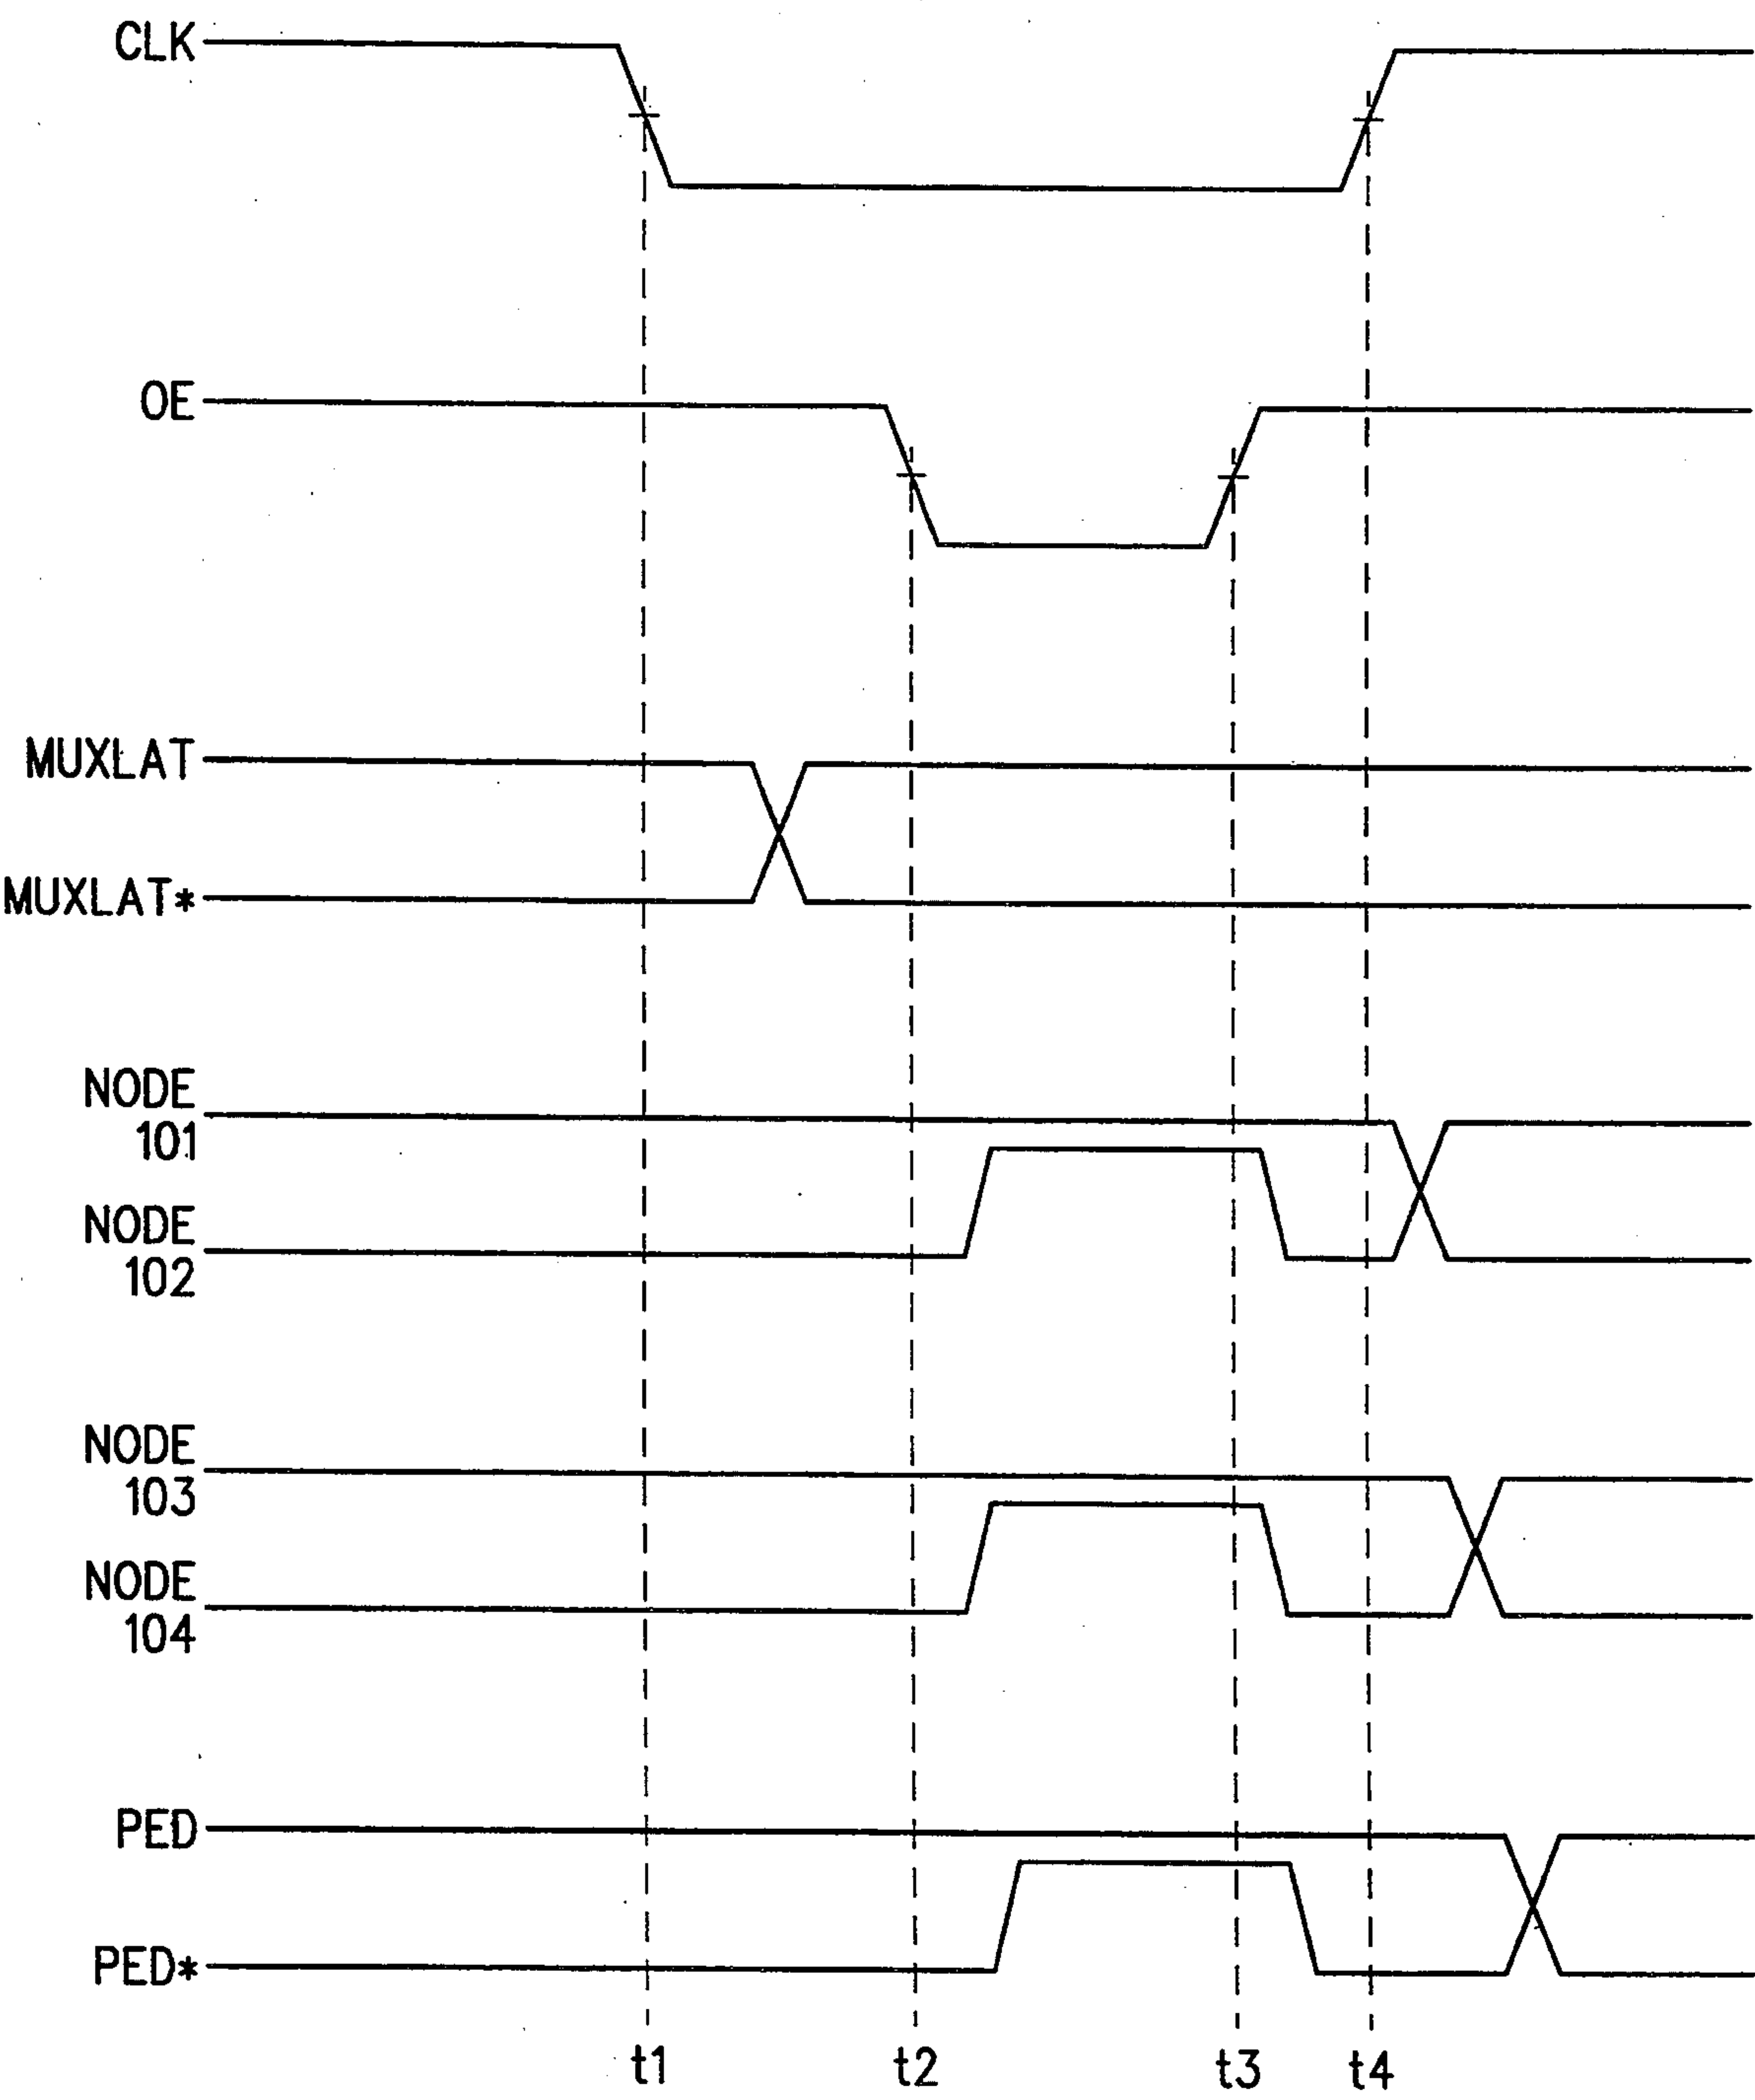 CLK
OE
MUXLAT
MUXLAT*
NODE
101
NODE
102
NODE
103
NODE
104
PED
PED*
t1 t2 t3 t4